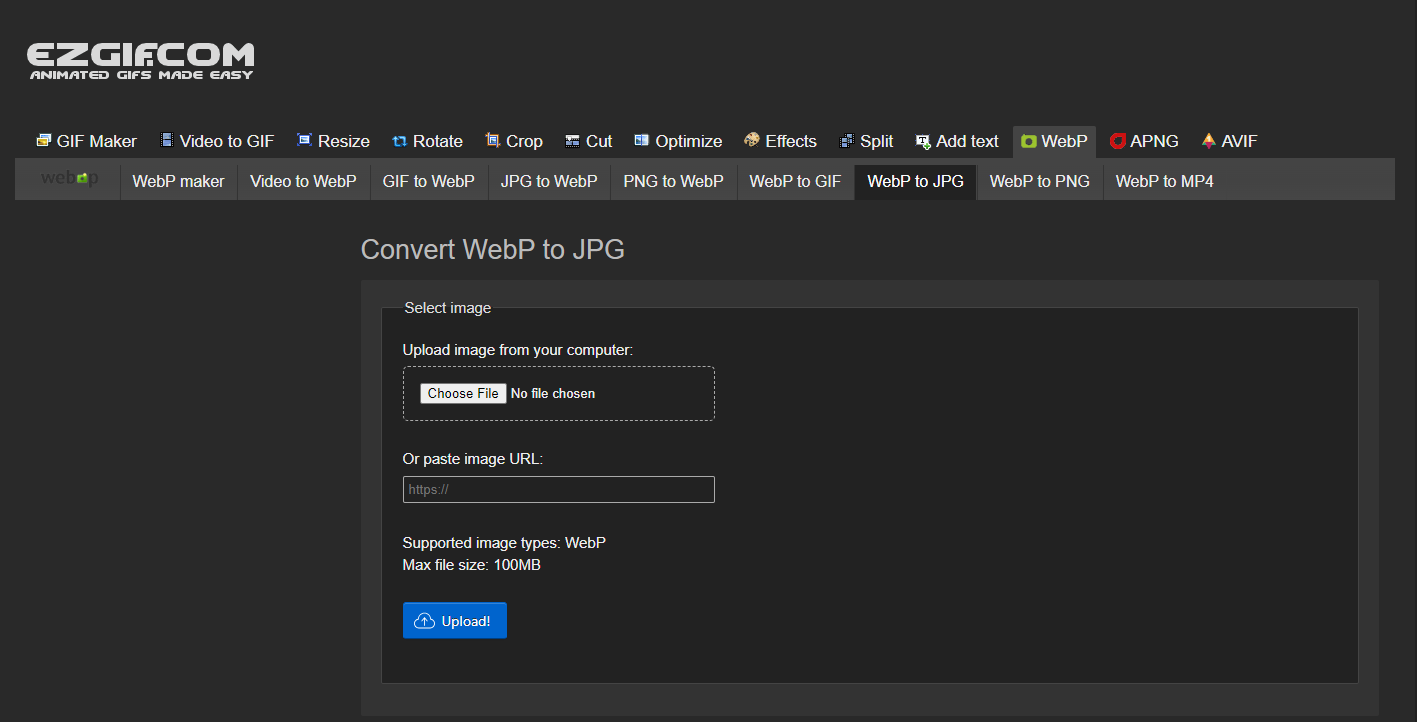 EZGIF.COM
ANIMATED GIFS MADE EASY
GIF Maker Video to GIF Resize Rotate Crop Cut Optimize Effects Split Add text WebP APNG AVIF
webp WebP maker Video to WebP GIF to WebP JPG to WebP PNG to WebP WebP to GIF WebP to JPG WebP to PNG WebP to MP4
Convert WebP to JPG
Select image
Upload image from your computer:
Choose File No file chosen
Or paste image URL:
https://
Supported image types: WebP
Max file size: 100MB
Upload!